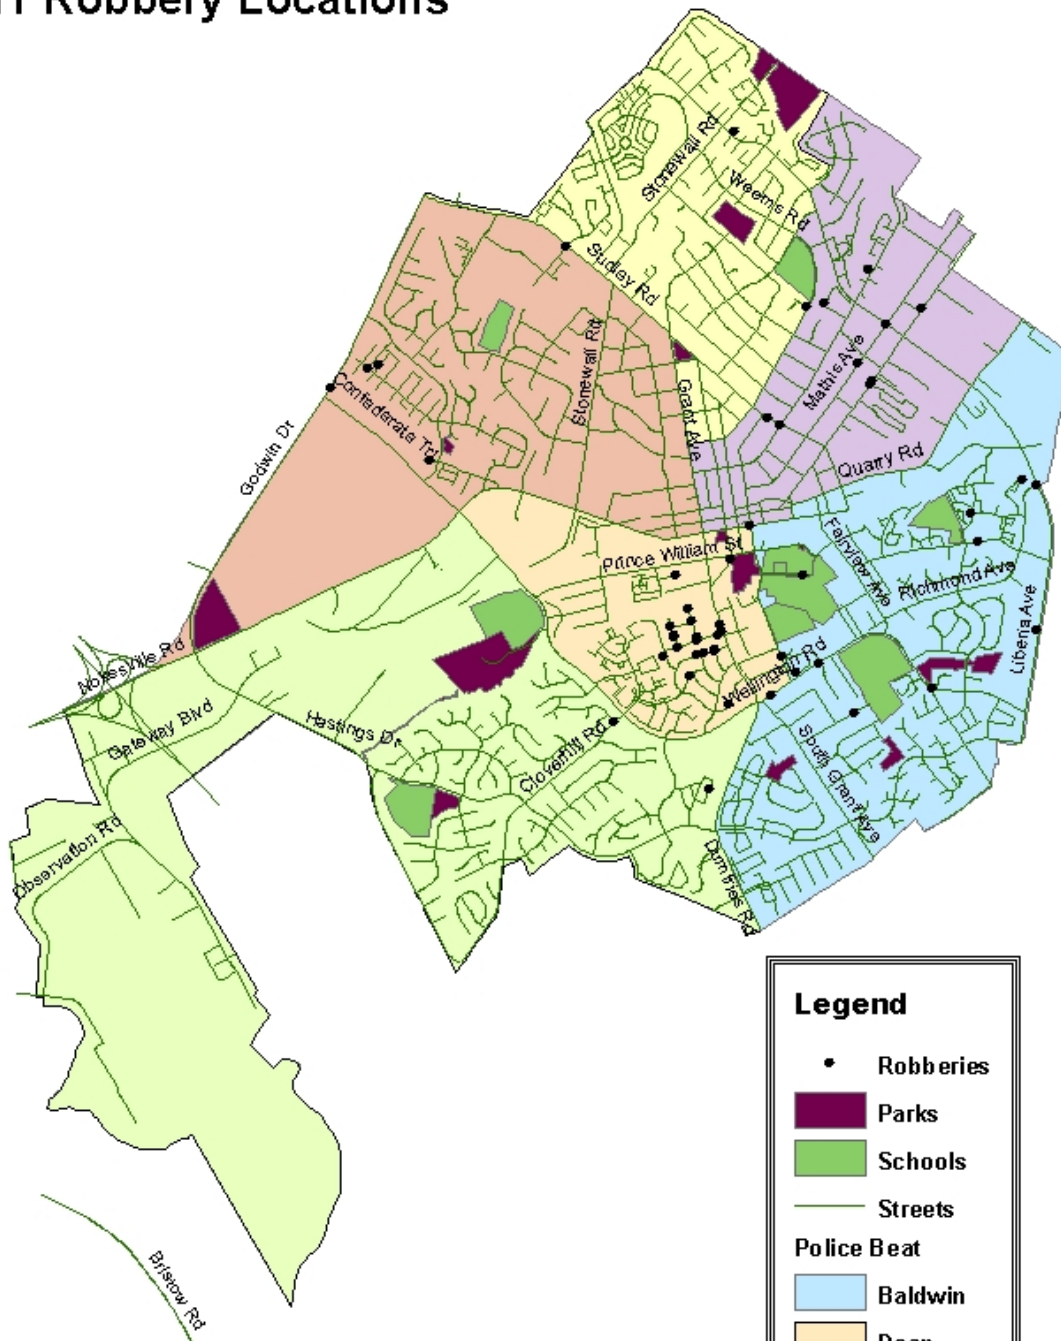 Robbery Locations
Stonewall Rd
Weems Rd
Sudley Rd
Stonewall Rd
Mathis Ave
Grant Ave
Confederate Trl
Godwin Dr
Quarry Rd
Prince William St
Fairview Ave
Richmond Ave
Liberia Ave
Nokesville Rd
Wellington Rd
Gateway Blvd
Hastings Dr
Cloverhill Rd
South Grant Ave
Observation Rd
Dumfries Rd
Bristow Rd
Legend
Robberies
Parks
Schools
Streets
Police Beat
Baldwin